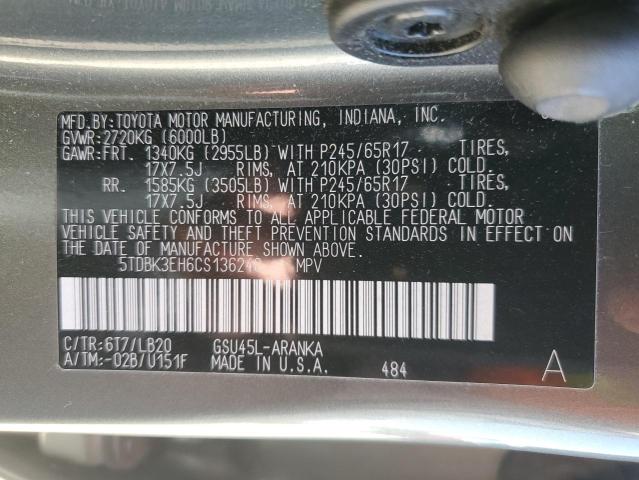 MFD.BY:TOYOTA MOTOR MANUFACTURING, INDIANA, INC.
GVWR:2720KG (6000LB)
GAWR:FRT. 1340KG (2955LB) WITH P245/65R17 TIRES,
17X7.5J RIMS, AT 210KPA (30PSI) COLD.
RR. 1585KG (3505LB) WITH P245/65R17 TIRES,
17X7.5J RIMS, AT 210KPA (30PSI) COLD.
THIS VEHICLE CONFORMS TO ALL APPLICABLE FEDERAL MOTOR
VEHICLE SAFETY AND THEFT PREVENTION STANDARDS IN EFFECT ON
THE DATE OF MANUFACTURE SHOWN ABOVE.
MPV
C/TR:6T7/LB20 GSU45L-ARANKA
A/TM:-02B/U151F MADE IN U.S.A. 484 A